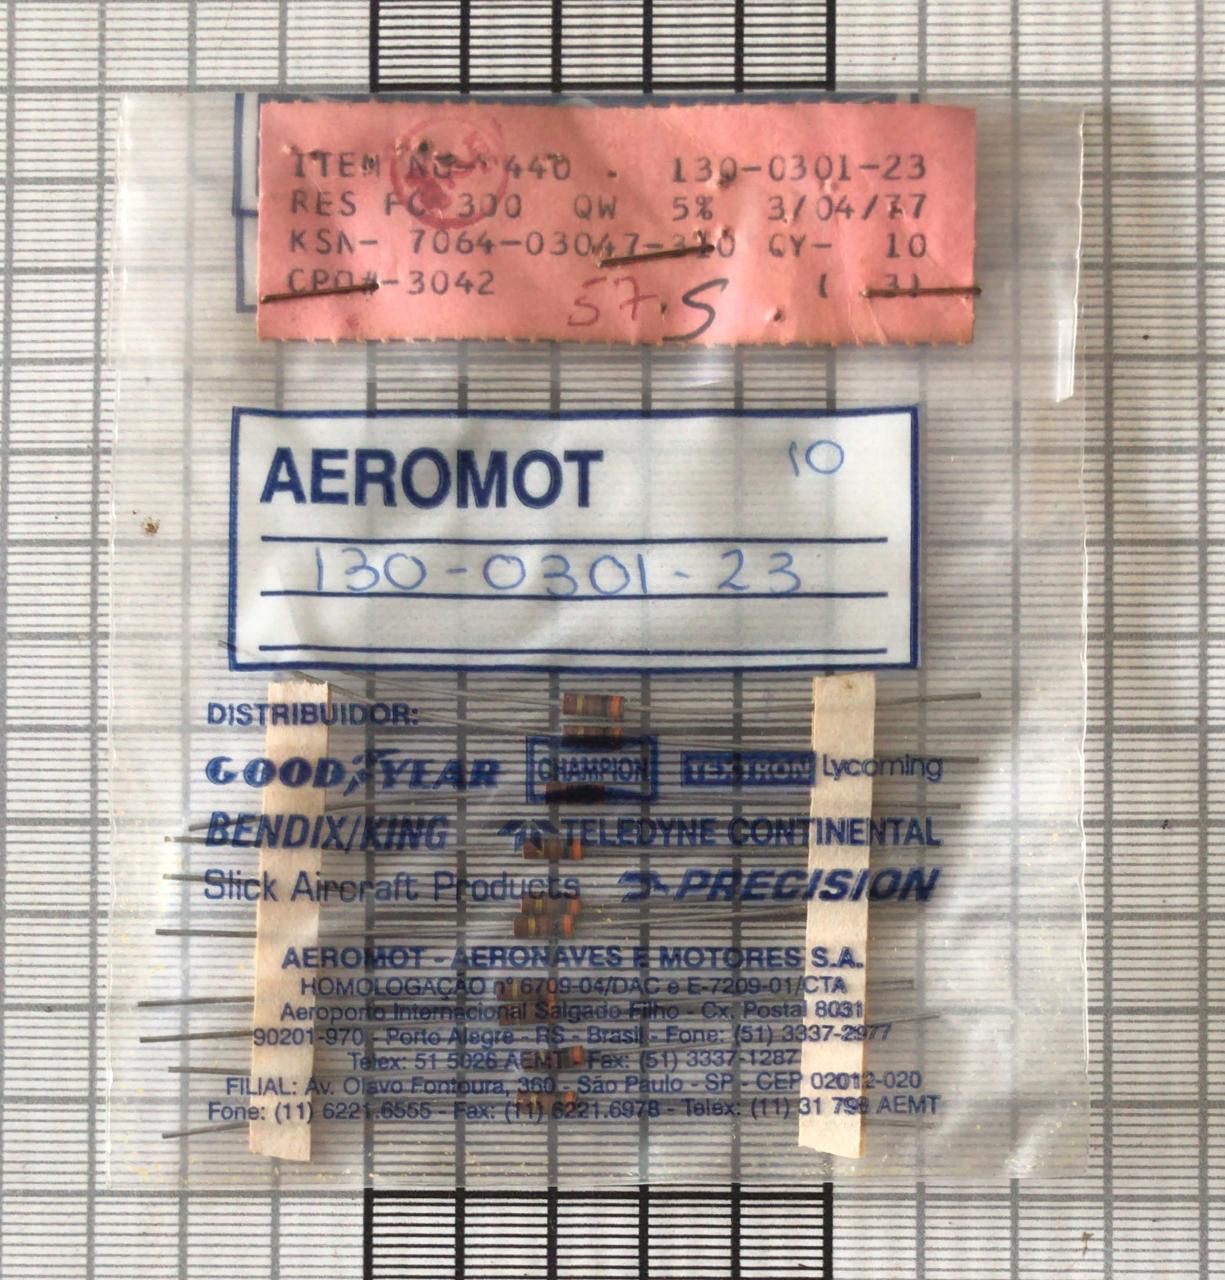 ITEM NO- 440 . 130-0301-23
RES FC 300 QW 5% 3/04/77
KSN- 7064-03047-310 QY- 10
CPO#-3042 ( 3)
57.5
AEROMOT 10
130-0301-23
DISTRIBUIDOR:
GOODYEAR CHAMPION TEXTRON Lycoming
BENDIX/KING TELEDYNE CONTINENTAL
Slick Aircraft Products PRECISION
AEROMOT - AERONAVES E MOTORES S.A.
HOMOLOGAÇÃO nº 6709-04/DAC e E-7209-01/CTA
Aeroporto Internacional Salgado Filho - Cx. Postal 8031
90201-970 - Porto Alegre - RS - Brasil - Fone: (51) 3337-2977
Telex: 51 5026 AEMT - Fax: (51) 3337-1287
FILIAL: Av. Olavo Fontoura, 360 - São Paulo - SP - CEP 02012-020
Fone: (11) 6221.6555 - Fax: (11) 6221.6978 - Telex: (11) 31 798 AEMT